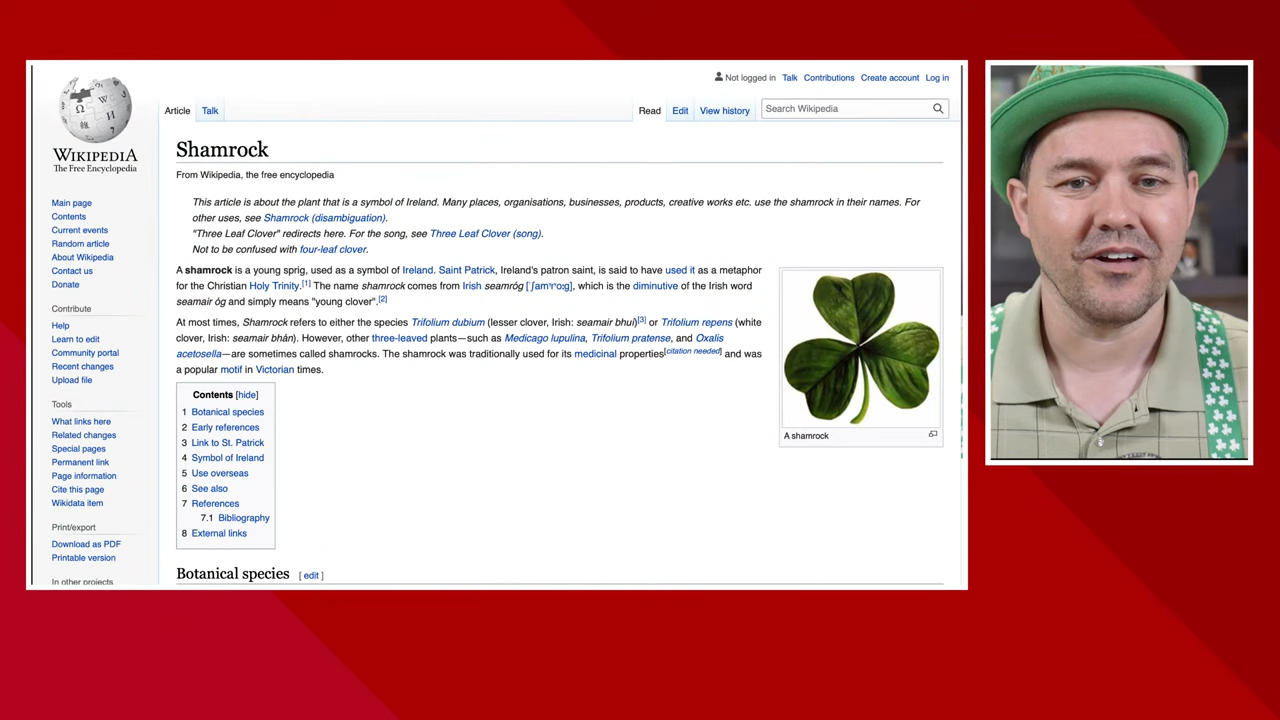 Not logged in Talk Contributions Create account Log in
Article Talk Read Edit View history Search Wikipedia
WIKIPEDIA
The Free Encyclopedia
Main page
Contents
Current events
Random article
About Wikipedia
Contact us
Donate
Contribute
Help
Learn to edit
Community portal
Recent changes
Upload file
Tools
What links here
Related changes
Special pages
Permanent link
Page information
Cite this page
Wikidata item
Print/export
Download as PDF
Printable version
In other projects
Shamrock
From Wikipedia, the free encyclopedia
This article is about the plant that is a symbol of Ireland. Many places, organisations, businesses, products, creative works etc. use the shamrock in their names. For
other uses, see Shamrock (disambiguation).
"Three Leaf Clover" redirects here. For the song, see Three Leaf Clover (song).
Not to be confused with four-leaf clover.
A shamrock is a young sprig, used as a symbol of Ireland. Saint Patrick, Ireland's patron saint, is said to have used it as a metaphor
for the Christian Holy Trinity.[1] The name shamrock comes from Irish seamróg, which is the diminutive of the Irish word
seamair óg and simply means "young clover".[2]
At most times, Shamrock refers to either the species Trifolium dubium (lesser clover, Irish: seamair bhuí)[3] or Trifolium repens (white
clover, Irish: seamair bhán). However, other three-leaved plants—such as Medicago lupulina, Trifolium pratense, and Oxalis
acetosella—are sometimes called shamrocks. The shamrock was traditionally used for its medicinal properties[citation needed] and was
a popular motif in Victorian times.
A shamrock
Contents [hide]
1 Botanical species
2 Early references
3 Link to St. Patrick
4 Symbol of Ireland
5 Use overseas
6 See also
7 References
7.1 Bibliography
8 External links
Botanical species [ edit ]